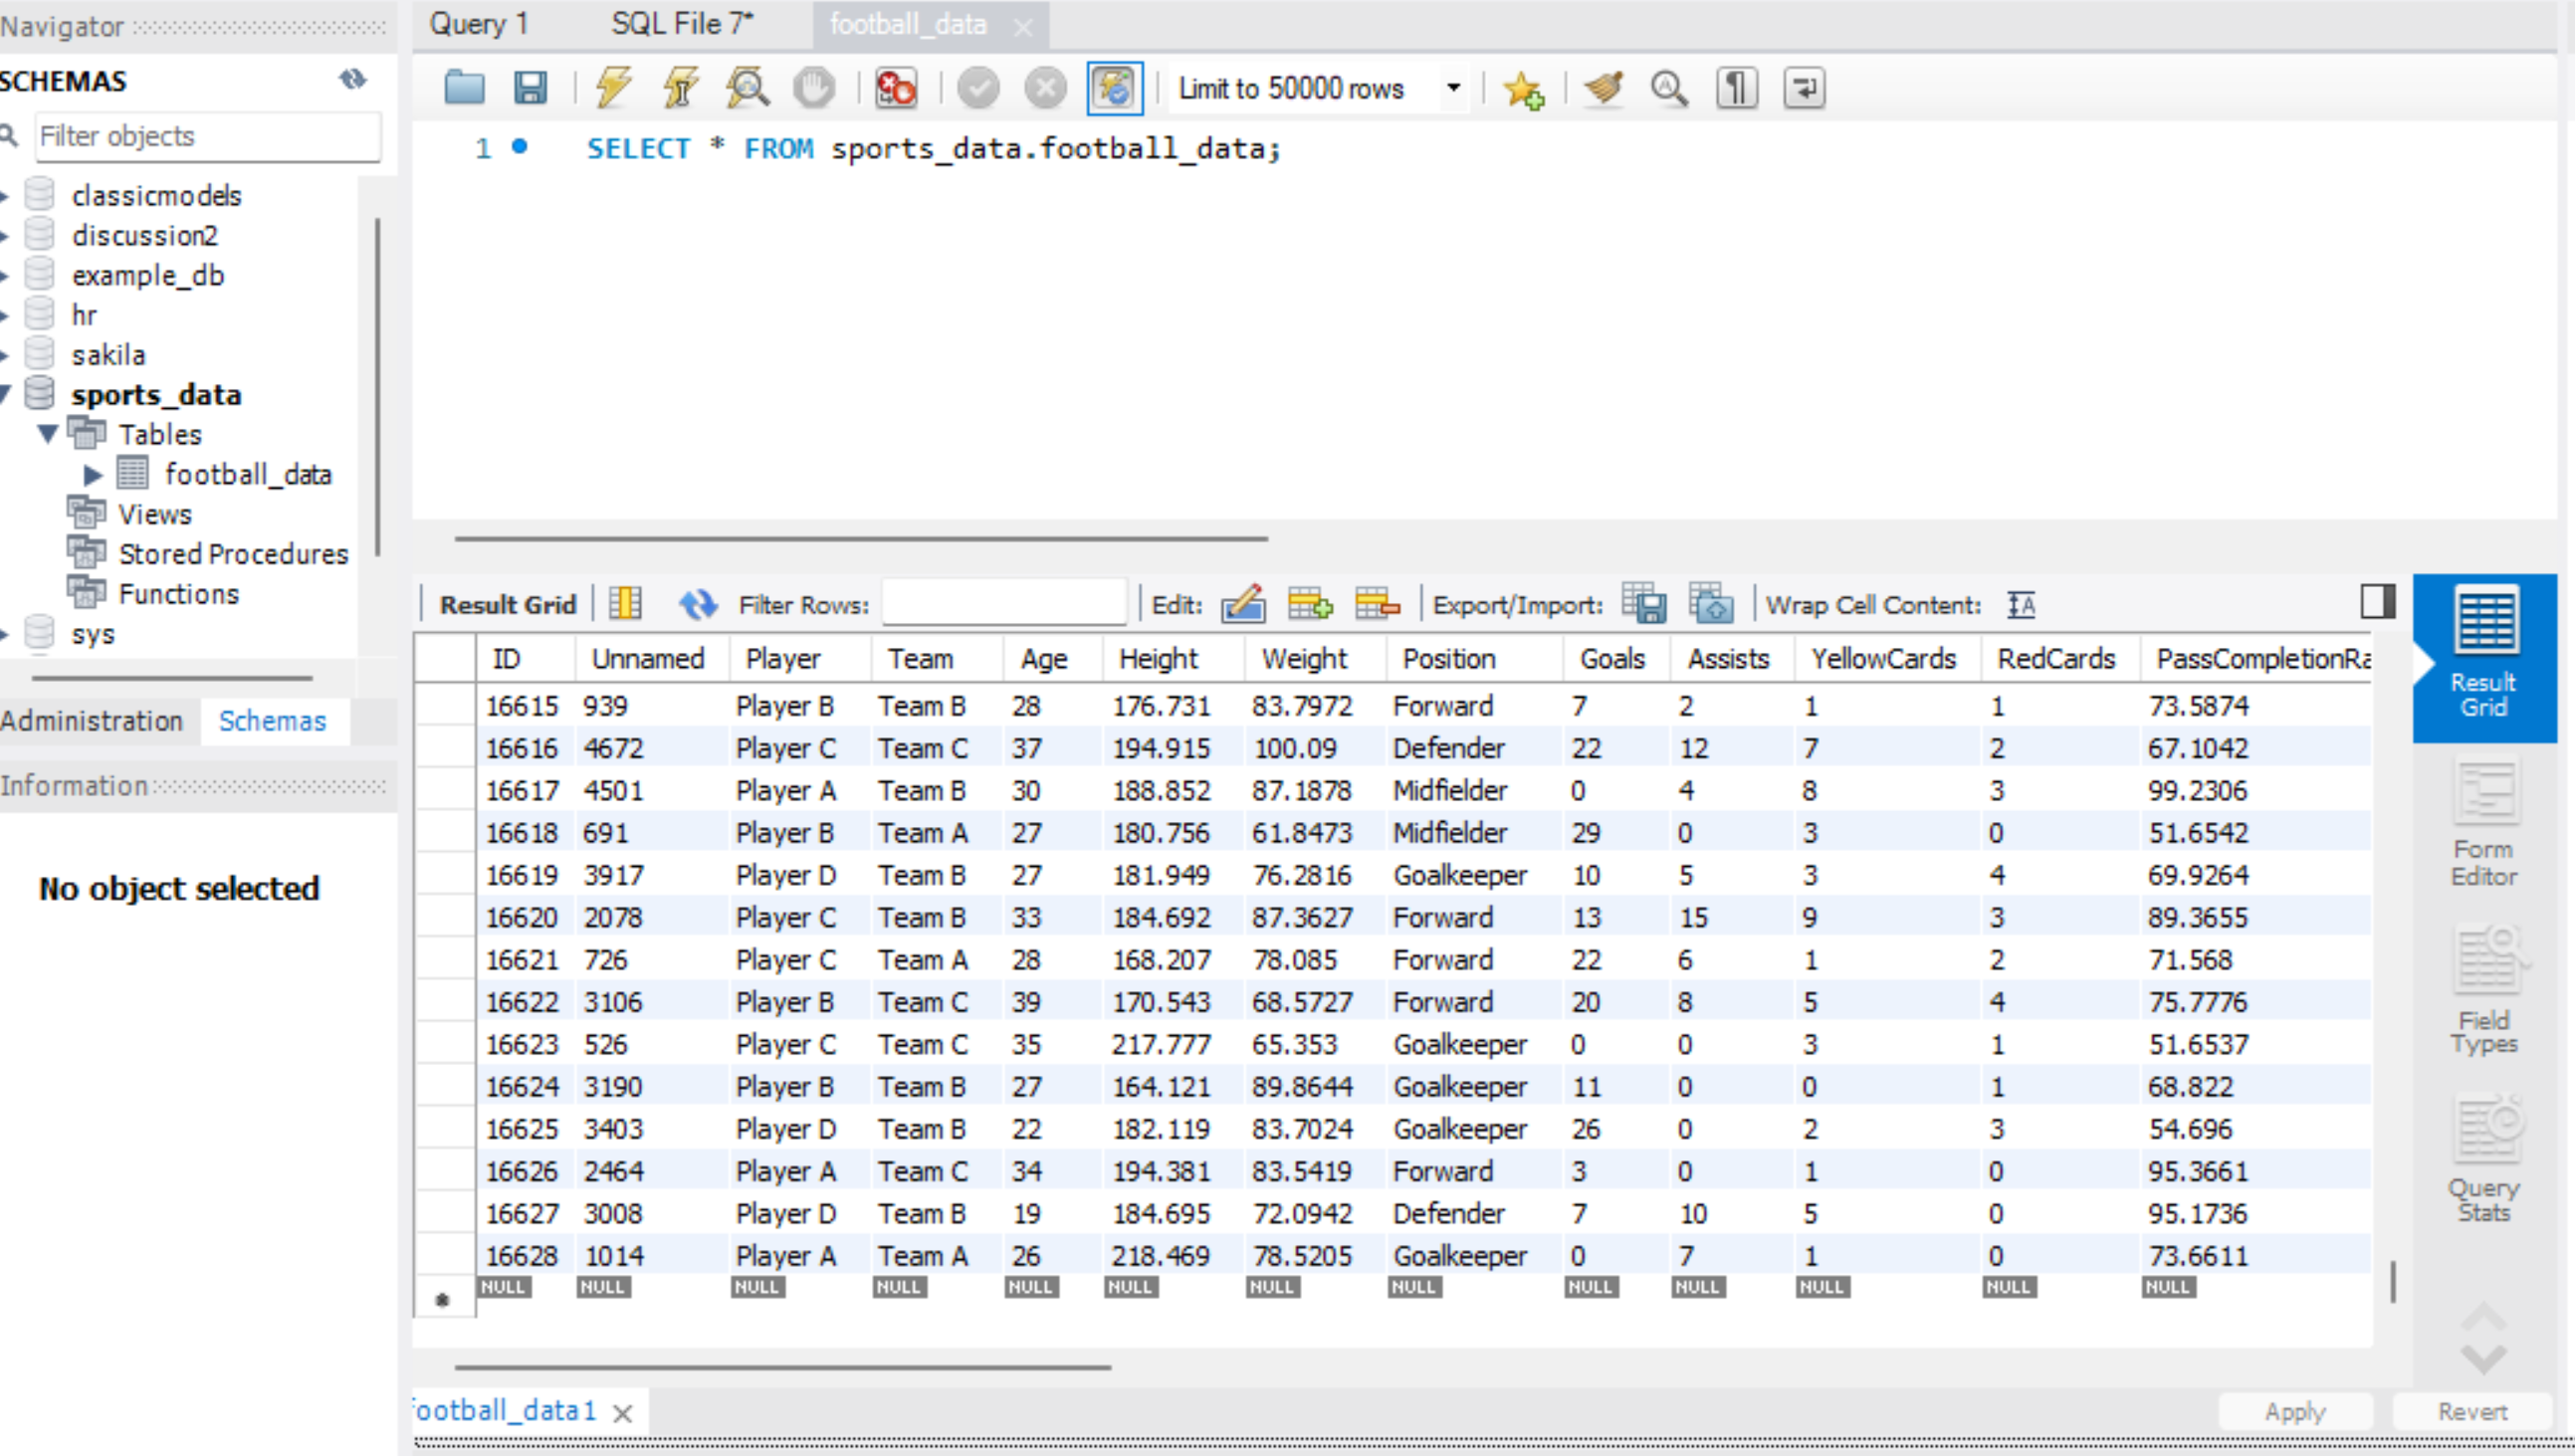 Navigator
SCHEMAS
Filter objects
classicmodels
discussion2
example_db
hr
sakila
sports_data
Tables
football_data
Views
Stored Procedures
Functions
sys
Administration Schemas
Information
No object selected
Query 1 SQL File 7* football_data
Limit to 50000 rows
1 SELECT * FROM sports_data.football_data;
Result Grid Filter Rows: Edit: Export/Import: Wrap Cell Content:
ID Unnamed Player Team Age Height Weight Position Goals Assists YellowCards RedCards PassCompletionRa
16615 939 Player B Team B 28 176.731 83.7972 Forward 7 2 1 1 73.5874
16616 4672 Player C Team C 37 194.915 100.09 Defender 22 12 7 2 67.1042
16617 4501 Player A Team B 30 188.852 87.1878 Midfielder 0 4 8 3 99.2306
16618 691 Player B Team A 27 180.756 61.8473 Midfielder 29 0 3 0 51.6542
16619 3917 Player D Team B 27 181.949 76.2816 Goalkeeper 10 5 3 4 69.9264
16620 2078 Player C Team B 33 184.692 87.3627 Forward 13 15 9 3 89.3655
16621 726 Player C Team A 28 168.207 78.085 Forward 22 6 1 2 71.568
16622 3106 Player B Team C 39 170.543 68.5727 Forward 20 8 5 4 75.7776
16623 526 Player C Team C 35 217.777 65.353 Goalkeeper 0 0 3 1 51.6537
16624 3190 Player B Team B 27 164.121 89.8644 Goalkeeper 11 0 0 1 68.822
16625 3403 Player D Team B 22 182.119 83.7024 Goalkeeper 26 0 2 3 54.696
16626 2464 Player A Team C 34 194.381 83.5419 Forward 3 0 1 0 95.3661
16627 3008 Player D Team B 19 184.695 72.0942 Defender 7 10 5 0 95.1736
16628 1014 Player A Team A 26 218.469 78.5205 Goalkeeper 0 7 1 0 73.6611
* NULL NULL NULL NULL NULL NULL NULL NULL NULL NULL NULL NULL NULL
Result
Grid
Form
Editor
Field
Types
Query
Stats
football_data1
Apply Revert